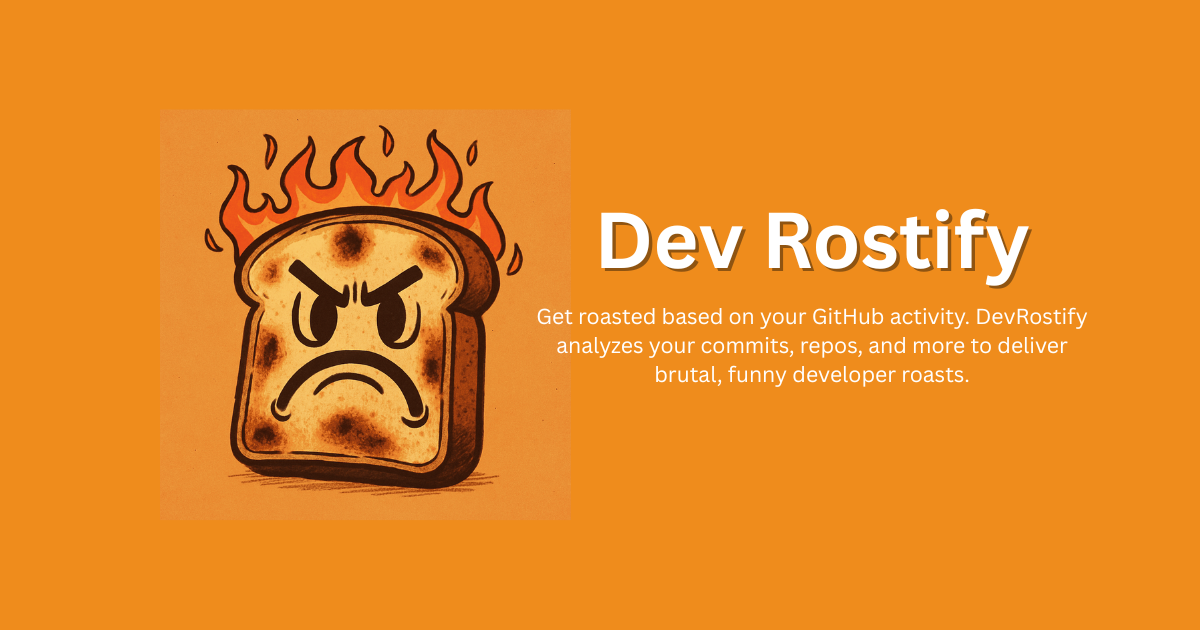 Dev Rostify
Get roasted based on your GitHub activity. DevRostify
analyzes your commits, repos, and more to deliver
brutal, funny developer roasts.